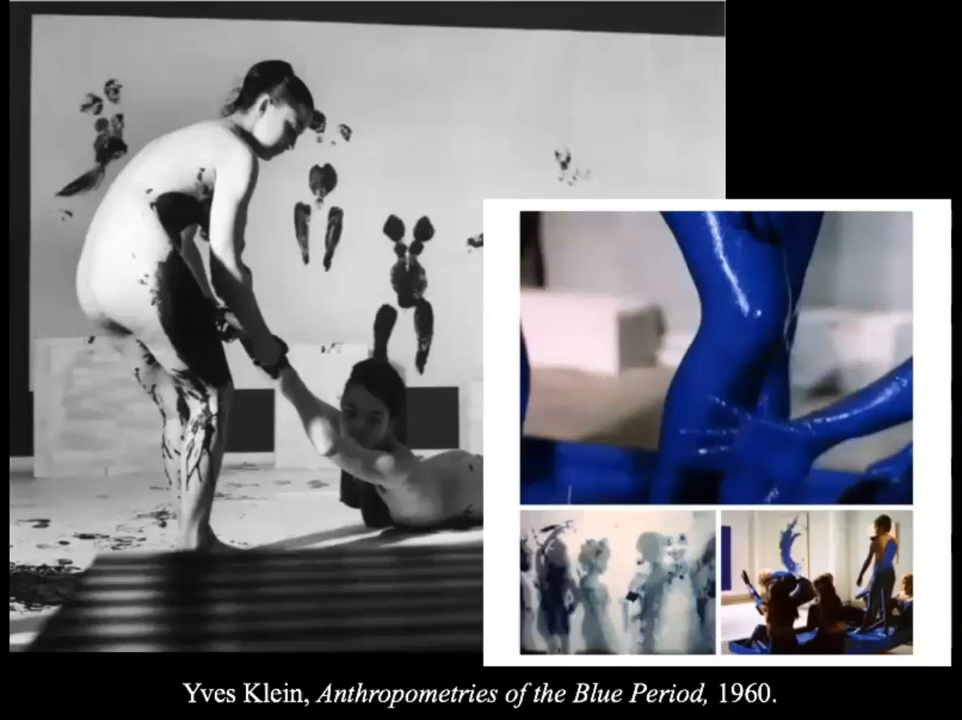 Yves Klein, Anthropometries of the Blue Period, 1960.